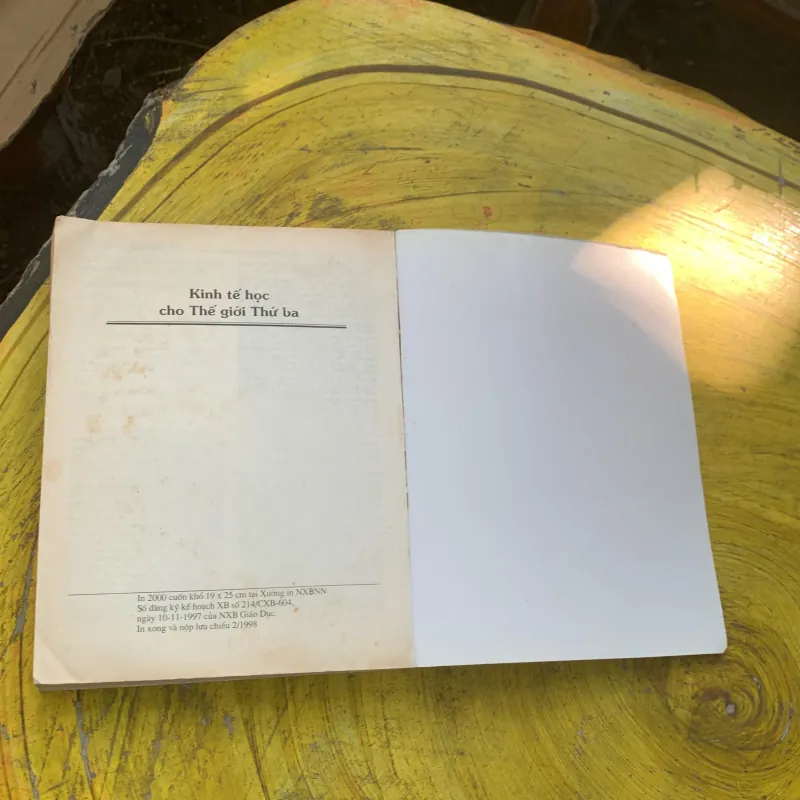 Kinh tế học
cho Thế giới Thứ ba
In 2000 cuốn khổ 19 x 25 cm tại Xưởng in NXBNN
Số đăng ký kế hoạch XB số 214/CXB-604,
ngày 10-11-1997 của NXB Giáo Dục.
In xong và nộp lưu chiểu 2/1998